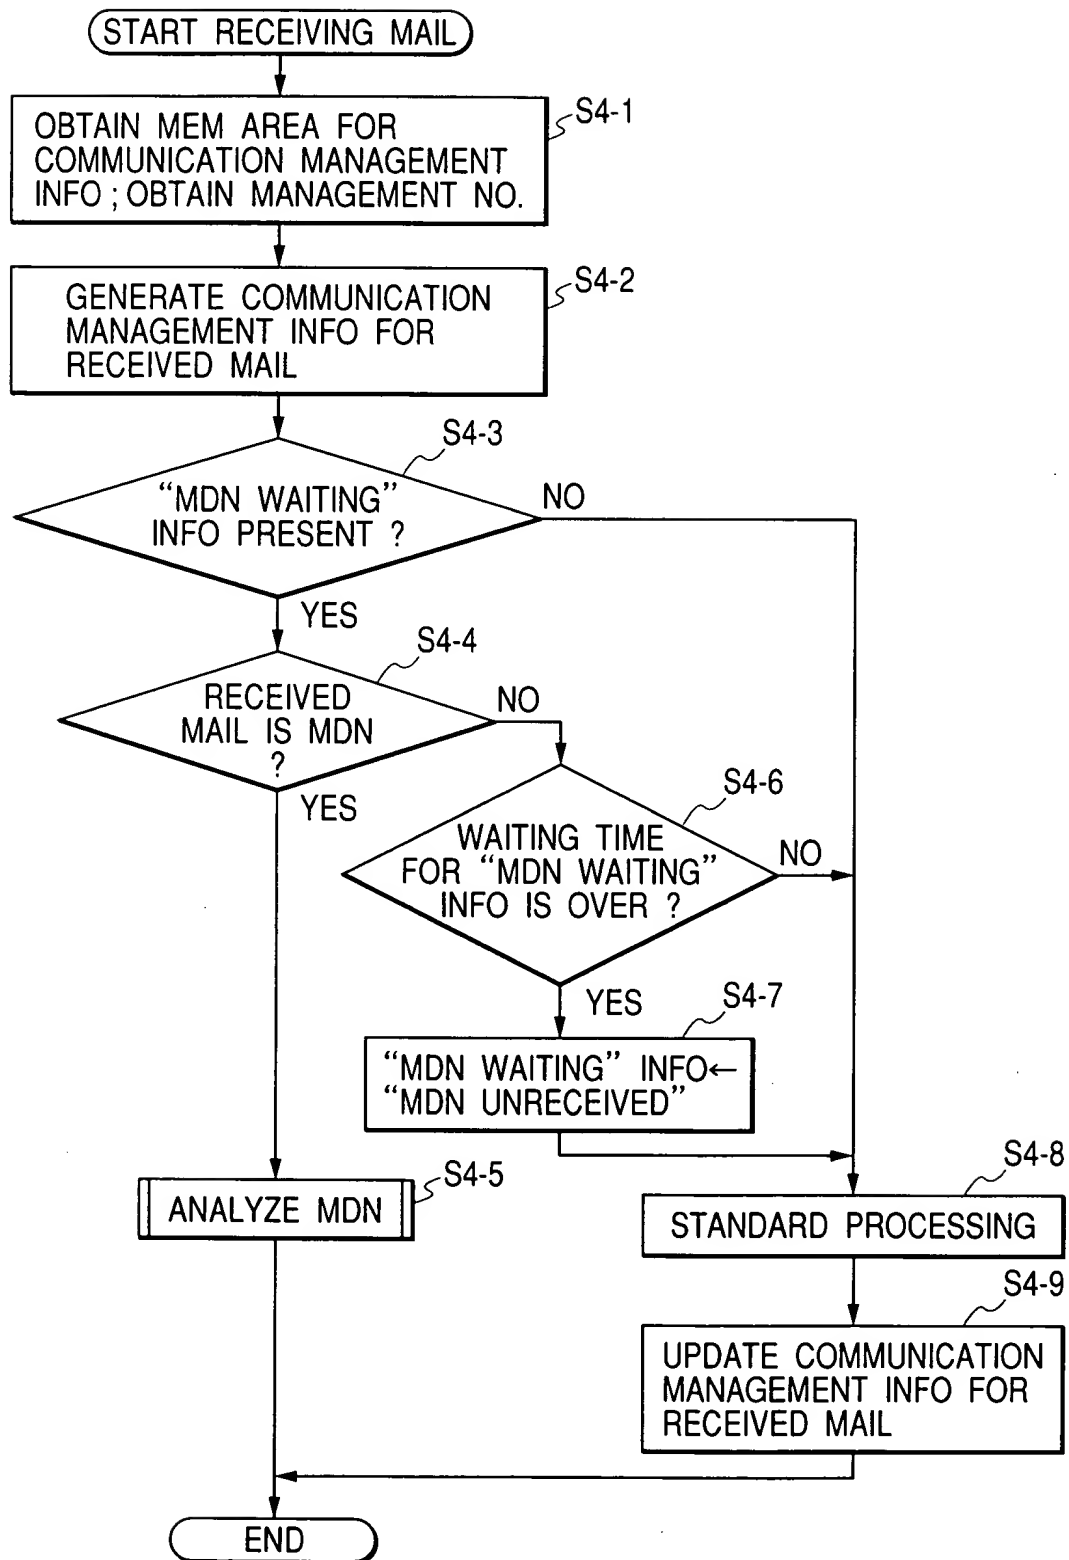 START RECEIVING MAIL
S4-1
OBTAIN MEM AREA FOR
COMMUNICATION MANAGEMENT
INFO ; OBTAIN MANAGEMENT NO.
S4-2
GENERATE COMMUNICATION
MANAGEMENT INFO FOR
RECEIVED MAIL
S4-3
“MDN WAITING”
INFO PRESENT ?
NO
YES
S4-4
RECEIVED
MAIL IS MDN
?
NO
YES
S4-6
WAITING TIME
FOR “MDN WAITING”
INFO IS OVER ?
NO
YES
S4-7
“MDN WAITING” INFO←
“MDN UNRECEIVED”
S4-5
ANALYZE MDN
S4-8
STANDARD PROCESSING
S4-9
UPDATE COMMUNICATION
MANAGEMENT INFO FOR
RECEIVED MAIL
END